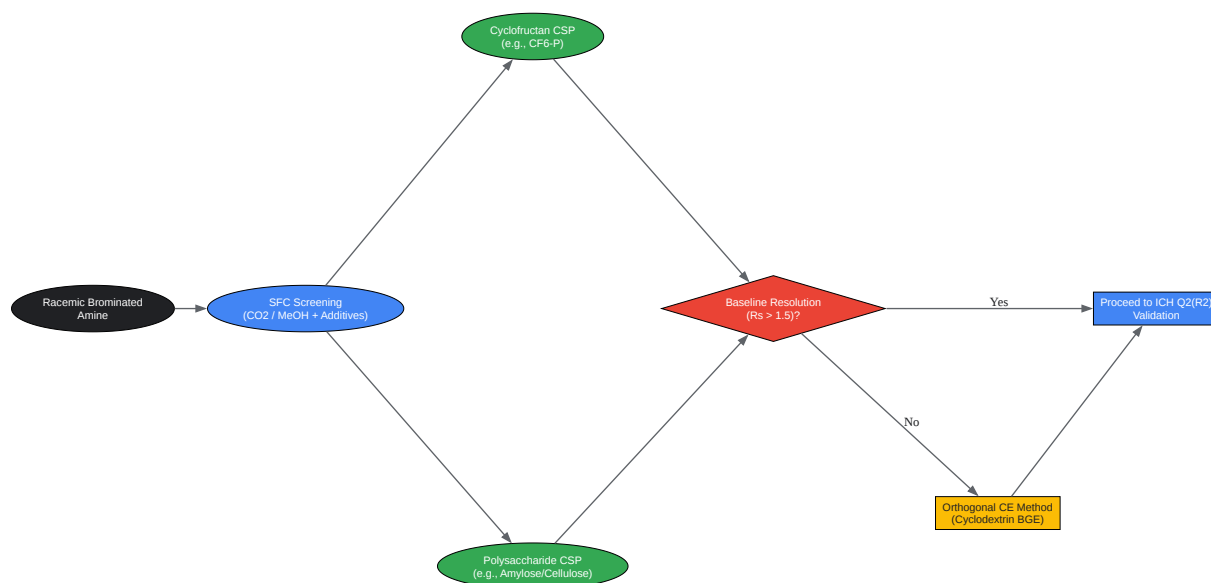 Cyclofructan CSP
(e.g., CF6-P)
Racemic Brominated
Amine
SFC Screening
(CO2 / MeOH + Additives)
Baseline Resolution
(Rs > 1.5)?
Yes
Proceed to ICH Q2(R2)
Validation
No
Orthogonal CE Method
(Cyclodextrin BGE)
Polysaccharide CSP
(e.g., Amylose/Cellulose)